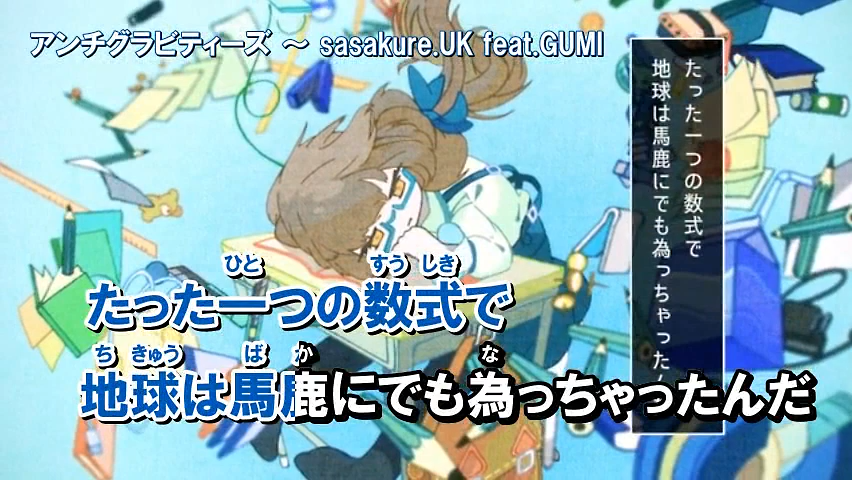 アンチグラビティーズ ～ sasakure.UK feat.GUMI
たった一つの数式で
地球は馬鹿にでも為っちゃった
ひと すう しき
たった一つの数式で
ち きゅう ば か な
地球は馬鹿にでも為っちゃったんだ